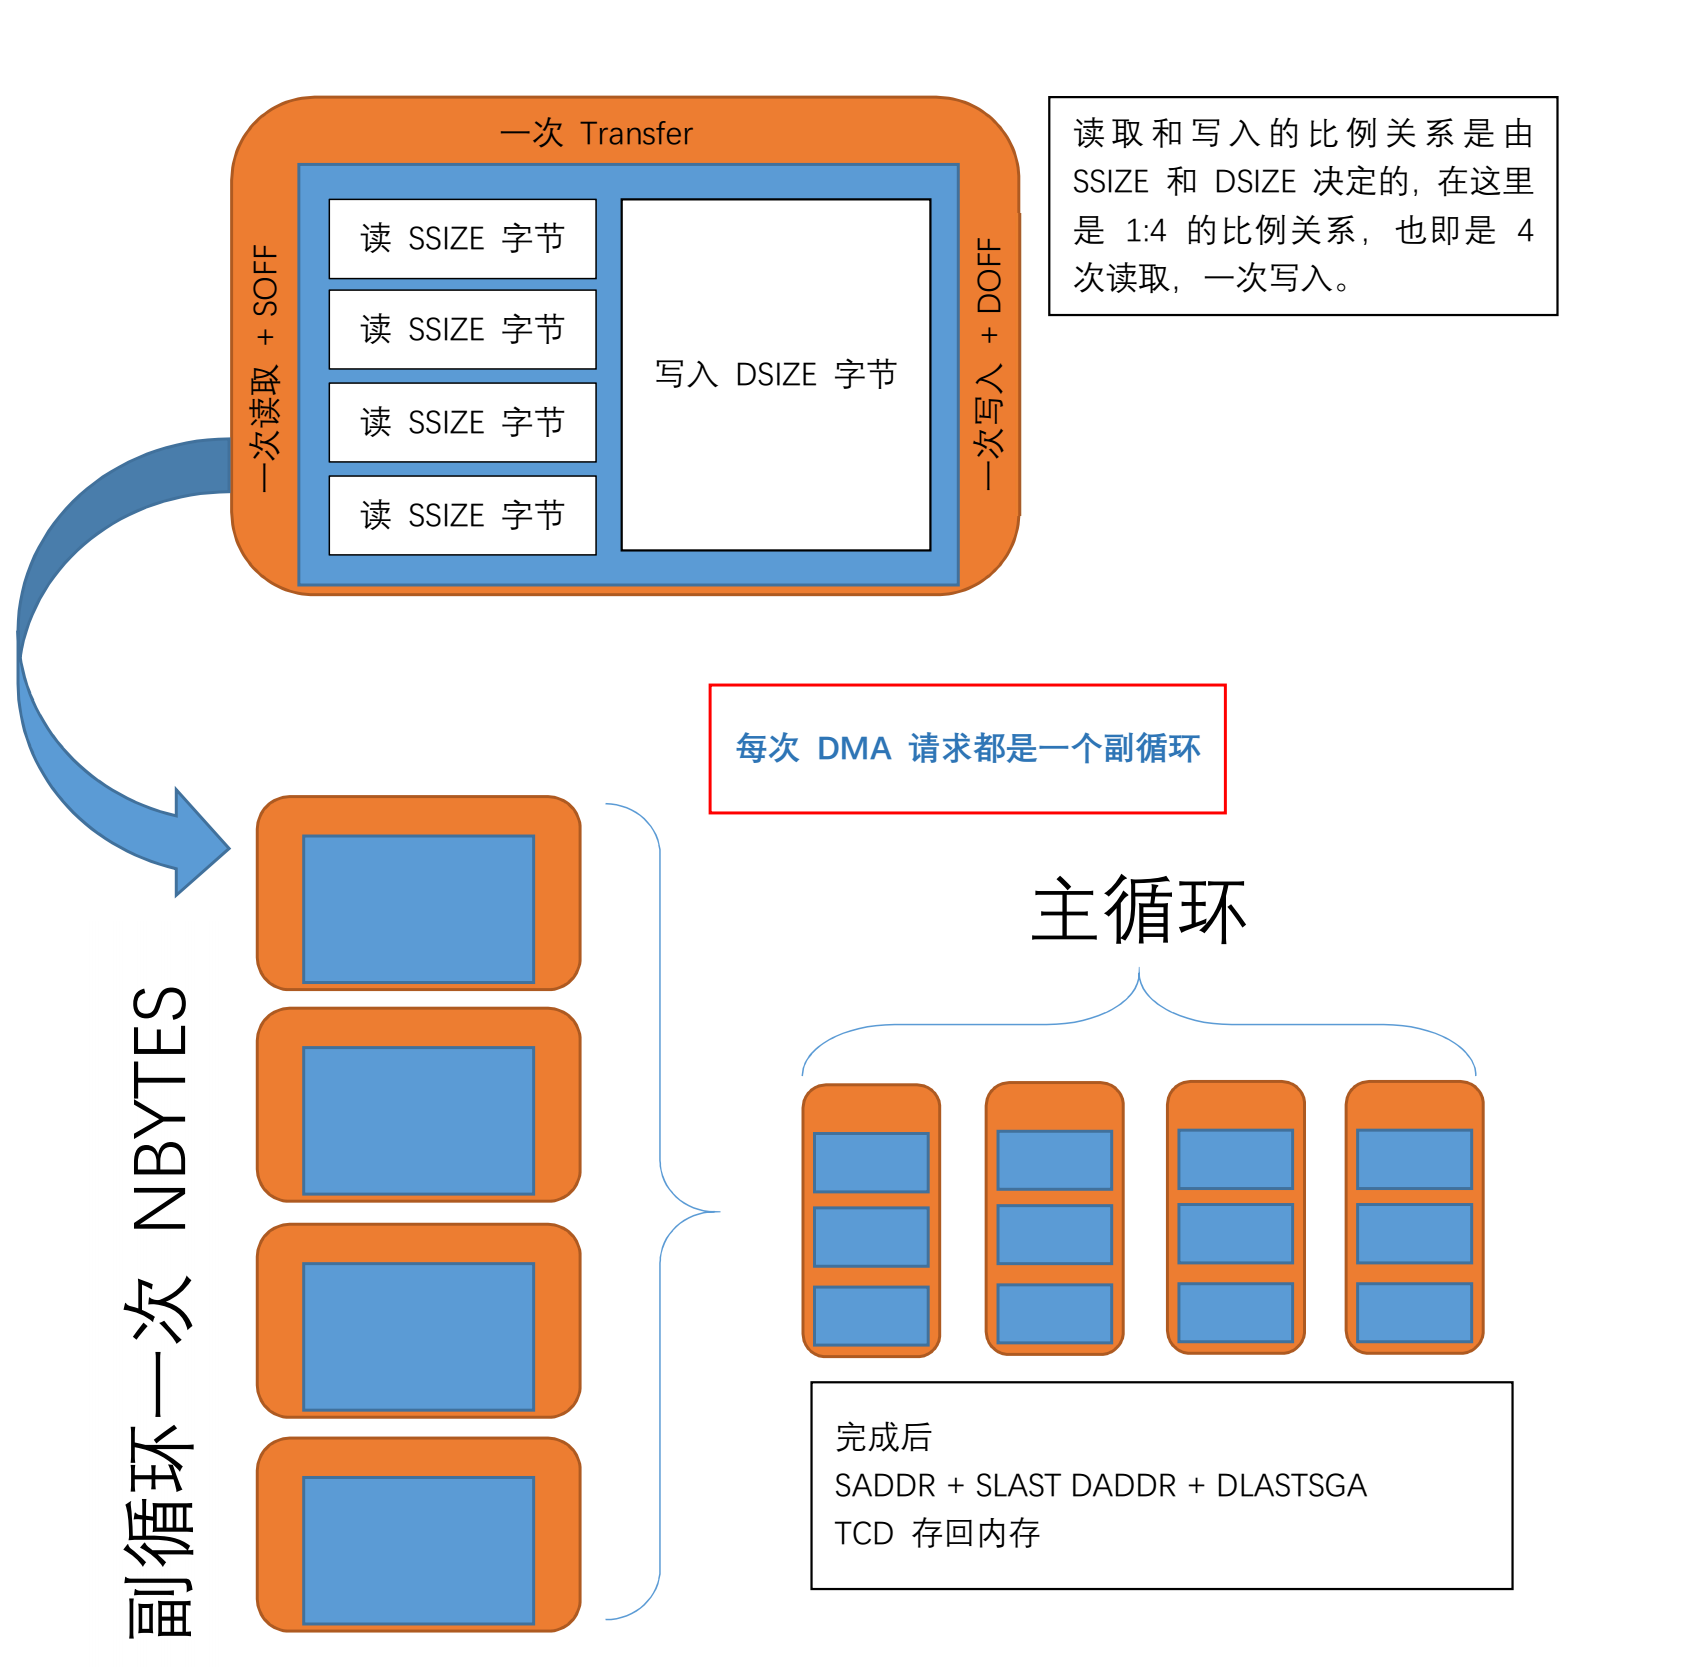 一次 Transfer
读取和写入的比例关系是由
SSIZE 和 DSIZE 决定的，在这里
是 1:4 的比例关系，也即是 4
次读取，一次写入。
一次读取 + SOFF
读 SSIZE 字节
读 SSIZE 字节
读 SSIZE 字节
读 SSIZE 字节
写入 DSIZE 字节
一次写入 + DOFF
每次 DMA 请求都是一个副循环
副循环一次 NBYTES
主循环
完成后
SADDR + SLAST DADDR + DLASTSGA
TCD 存回内存